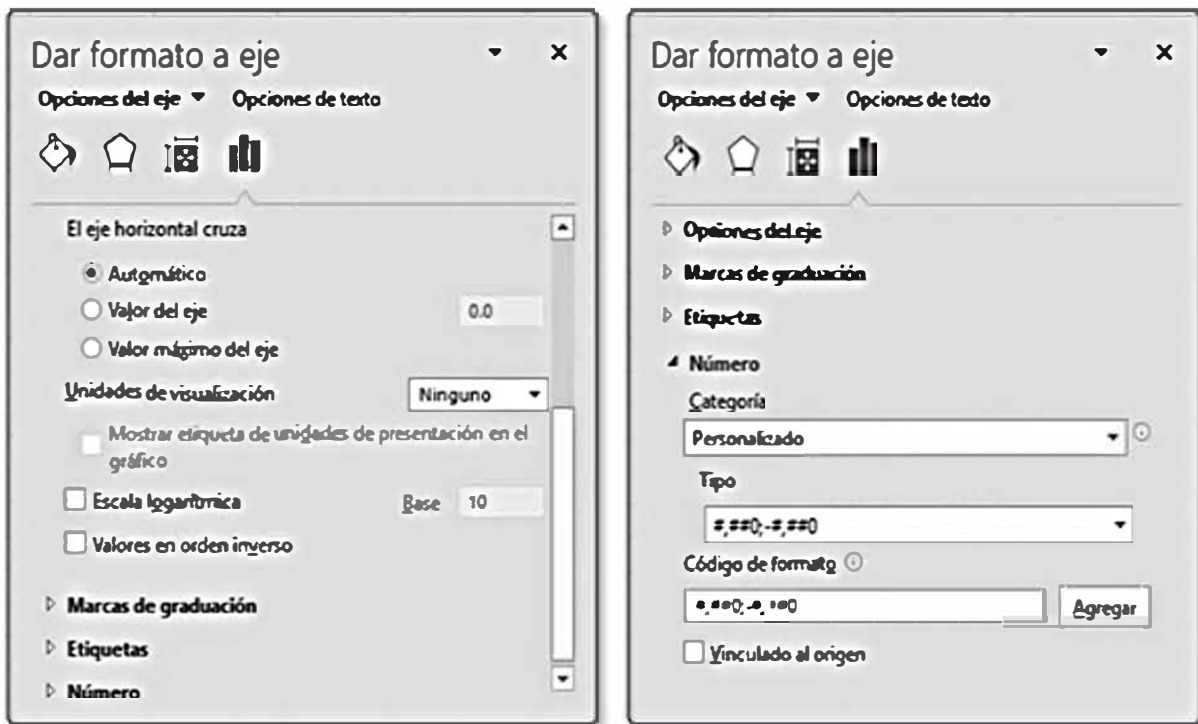 Dar formato a eje
Opciones del eje Opciones de texto
El eje horizontal cruza
Automático
Valor del eje 0.0
Valor máximo del eje
Unidades de visualización Ninguno
Mostrar etiqueta de unidades de presentación en el
gráfico
Escala logarítmica Base 10
Valores en orden inverso
Marcas de graduación
Etiquetas
Número
Dar formato a eje
Opciones del eje Opciones de texto
Opciones del eje
Marcas de graduación
Etiquetas
Número
Categoría
Personalizado
Tipo
#,##0;-#,##0
Código de formato
#,##0;-#,##0
Agregar
Vinculado al origen